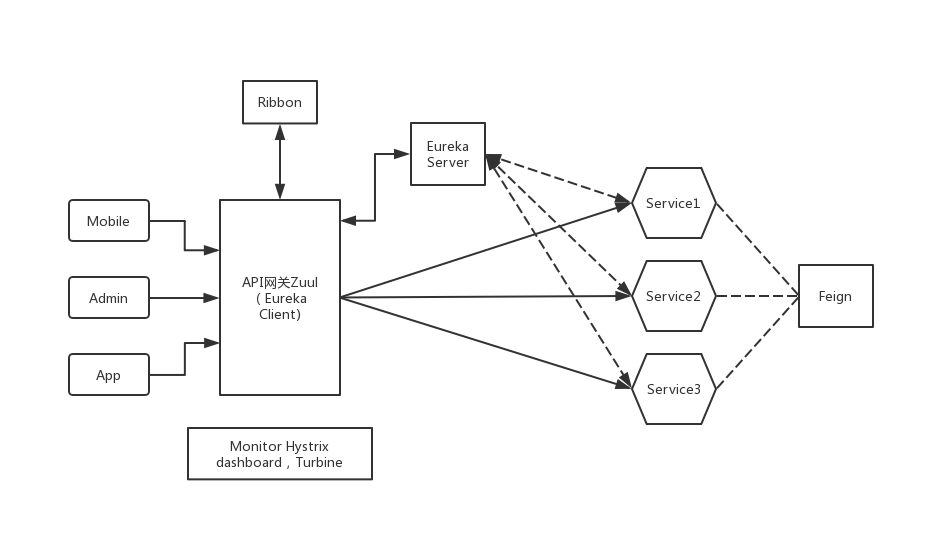 Ribbon
Eureka
Server
Mobile
Admin
App
API网关Zuul
( Eureka
Client)
Service1
Service2
Service3
Feign
Monitor Hystrix
dashboard , Turbine